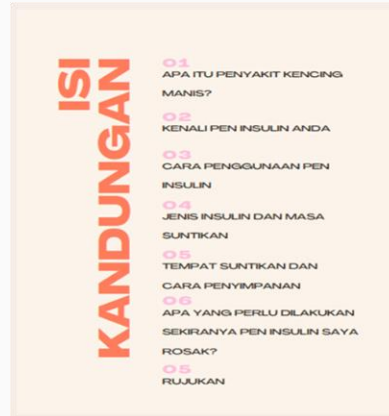 ISI
KANDUNGAN
01
APA ITU PENYAKIT KENCING
MANIS?
02
KENALI PEN INSULIN ANDA
03
CARA PENGGUNAAN PEN
INSULIN
04
JENIS INSULIN DAN MASA
SUNTIKAN
05
TEMPAT SUNTIKAN DAN
CARA PENYIMPANAN
06
APA YANG PERLU DILAKUKAN
SEKIRANYA PEN INSULIN SAYA
ROSAK?
05
RUJUKAN